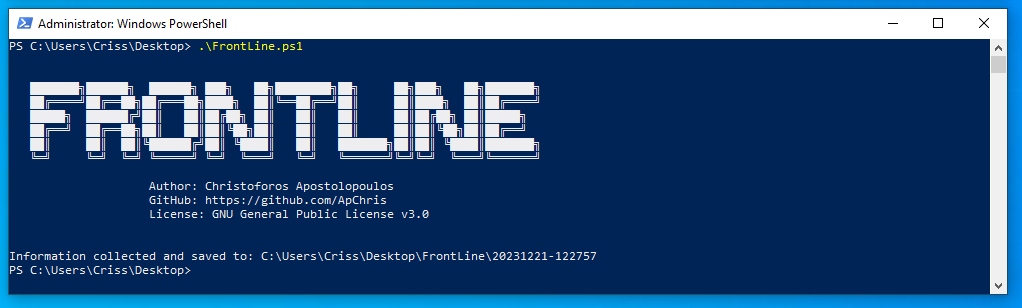 Administrator: Windows PowerShell
PS C:\Users\Criss\Desktop> .\FrontLine.ps1
FRONTLINE
Author: Christoforos Apostolopoulos
GitHub: https://github.com/ApChris
License: GNU General Public License v3.0
Information collected and saved to: C:\Users\Criss\Desktop\FrontLine\20231221-122757
PS C:\Users\Criss\Desktop>